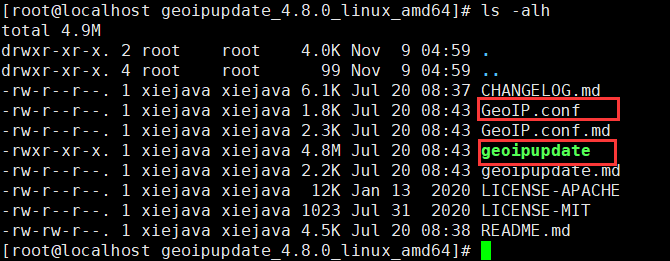 [root@localhost geoipupdate_4.8.0_linux_amd64]# ls -alh
total 4.9M
drwxr-xr-x. 2 root    root    4.0K Nov  9 04:59 .
drwxr-xr-x. 4 root    root      99 Nov  9 04:59 ..
-rw-r--r--. 1 xiejava xiejava 6.1K Jul 20 08:37 CHANGELOG.md
-rw-r--r--. 1 xiejava xiejava 1.8K Jul 20 08:43 GeoIP.conf
-rw-r--r--. 1 xiejava xiejava 2.3K Jul 20 08:43 GeoIP.conf.md
-rwxr-xr-x. 1 xiejava xiejava 4.8M Jul 20 08:43 geoipupdate
-rw-r--r--. 1 xiejava xiejava 2.2K Jul 20 08:43 geoipupdate.md
-rw-r--r--. 1 xiejava xiejava  12K Jan 13  2020 LICENSE-APACHE
-rw-r--r--. 1 xiejava xiejava 1023 Jul 31  2020 LICENSE-MIT
-rw-rw-r--. 1 xiejava xiejava 4.5K Jul 20 08:38 README.md
[root@localhost geoipupdate_4.8.0_linux_amd64]#